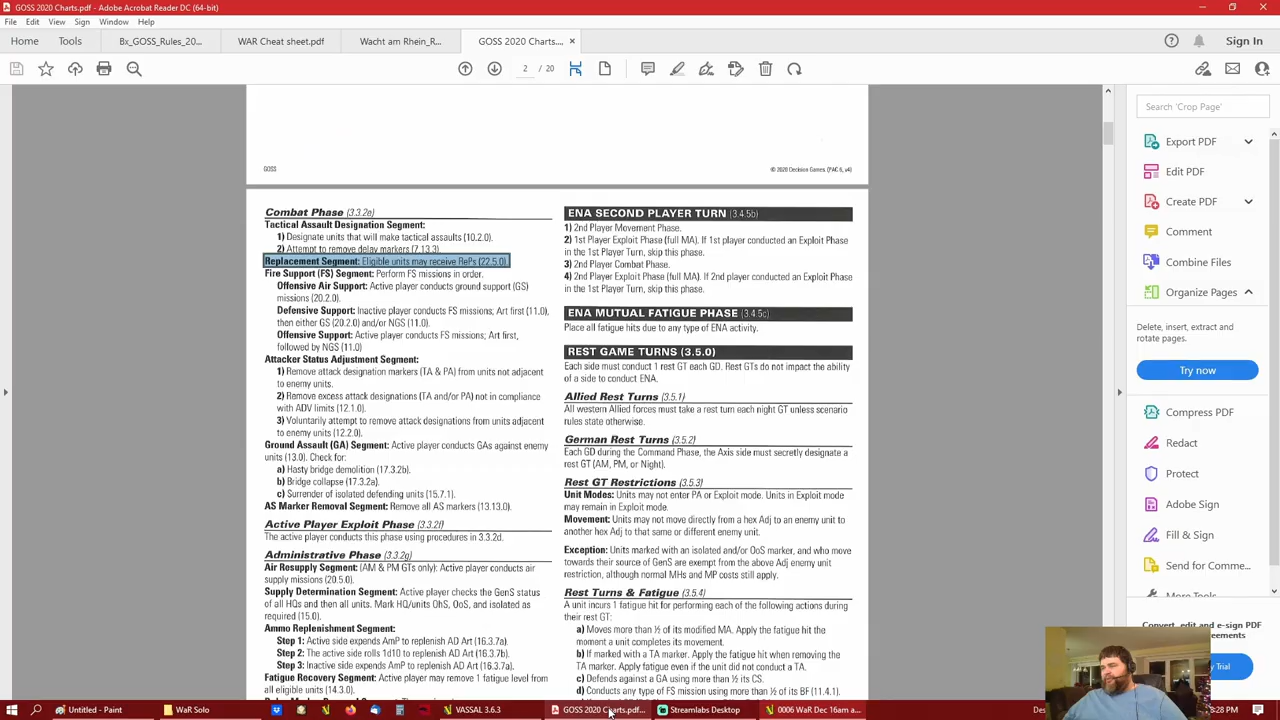 GOSS 2020 Charts.pdf - Adobe Acrobat Reader DC (64-bit)
File Edit View Sign Window Help
Home Tools Bx_GOSS_Rules_20... WAR Cheat sheet.pdf Wacht am Rhein_R... GOSS 2020 Charts.... × Sign In
2 / 20
GOSS
© 2020 Decision Games. (PAC 6, v4)
Combat Phase (3.3.2e)
Tactical Assault Designation Segment:
1) Designate units that will make tactical assaults (10.2.0).
2) Attempt to remove delay markers (7.13.3)
Replacement Segment: Eligible units may receive RePs (22.5.0).
Fire Support (FS) Segment: Perform FS missions in order.
Offensive Air Support: Active player conducts ground support (GS)
missions (20.2.0).
Defensive Support: Inactive player conducts FS missions; Art first (11.0),
then either GS (20.2.0) and/or NGS (11.0).
Offensive Support: Active player conducts FS missions; Art first,
followed by NGS (11.0)
Attacker Status Adjustment Segment:
1) Remove attack designation markers (TA & PA) from units not adjacent
to enemy units.
2) Remove excess attack designations (TA and/or PA) not in compliance
with ADV limits (12.1.0).
3) Voluntarily attempt to remove attack designations from units adjacent
to enemy units (12.2.0).
Ground Assault (GA) Segment: Active player conducts GAs against enemy
units (13.0). Check for:
a) Hasty bridge demolition (17.3.2b).
b) Bridge collapse (17.3.2a).
c) Surrender of isolated defending units (15.7.1).
AS Marker Removal Segment: Remove all AS markers (13.13.0).
Active Player Exploit Phase (3.3.2f)
The active player conducts this phase using procedures in 3.3.2d.
Administrative Phase (3.3.2g)
Air Resupply Segment: (AM & PM GTs only): Active player conducts air
supply missions (20.5.0).
Supply Determination Segment: Active player checks the GenS status
of all HQs and then all units. Mark HQ/units OhS, OoS, and isolated as
required (15.0).
Ammo Replenishment Segment:
Step 1: Active side expends AmP to replenish AD Art (16.3.7a).
Step 2: The active side rolls 1d10 to replenish AD Art (16.3.7b).
Step 3: Inactive side expends AmP to replenish AD Art (16.3.7a).
Fatigue Recovery Segment: Active player may remove 1 fatigue level from
all eligible units (14.3.0).
ENA SECOND PLAYER TURN (3.4.5b)
1) 2nd Player Movement Phase.
2) 1st Player Exploit Phase (full MA). If 1st player conducted an Exploit Phase
in the 1st Player Turn, skip this phase.
3) 2nd Player Combat Phase.
4) 2nd Player Exploit Phase (full MA). If 2nd player conducted an Exploit Phase
in the 1st Player Turn, skip this phase.
ENA MUTUAL FATIGUE PHASE (3.4.5c)
Place all fatigue hits due to any type of ENA activity.
REST GAME TURNS (3.5.0)
Each side must conduct 1 rest GT each GD. Rest GTs do not impact the ability
of a side to conduct ENA.
Allied Rest Turns (3.5.1)
All western Allied forces must take a rest turn each night GT unless scenario
rules state otherwise.
German Rest Turns (3.5.2)
Each GD during the Command Phase, the Axis side must secretly designate a
rest GT (AM, PM, or Night).
Rest GT Restrictions (3.5.3)
Unit Modes: Units may not enter PA or Exploit mode. Units in Exploit mode
may remain in Exploit mode.
Movement: Units may not move directly from a hex Adj to an enemy unit to
another hex Adj to that same or different enemy unit.
Exception: Units marked with an isolated and/or OoS marker, and who move
towards their source of GenS are exempt from the above Adj enemy unit
restriction, although normal MHs and MP costs still apply.
Rest Turns & Fatigue (3.5.4)
A unit incurs 1 fatigue hit for performing each of the following actions during
their rest GT:
a) Moves more than ½ of its modified MA. Apply the fatigue hit the
moment a unit completes its movement.
b) If marked with a TA marker. Apply the fatigue hit when removing the
TA marker. Apply fatigue even if the unit did not conduct a TA.
c) Defends against a GA using more than ½ its CS.
d) Conducts any type of FS mission using more than ½ of its BF (11.4.1).
Search 'Crop Page'
Export PDF
Edit PDF
Create PDF
Comment
Combine Files
Organize Pages
Delete, insert, extract and
rotate pages.
Try now
Compress PDF
Redact
Protect
Adobe Sign
Fill & Sign
Send for Comme...
More Tools
Convert, edit and e-sign PDF
Trial
Untitled - Paint WaR Solo VASSAL 3.6.3 GOSS 2020 Charts.pdf... Streamlabs Desktop 0006 WaR Dec 16am a...